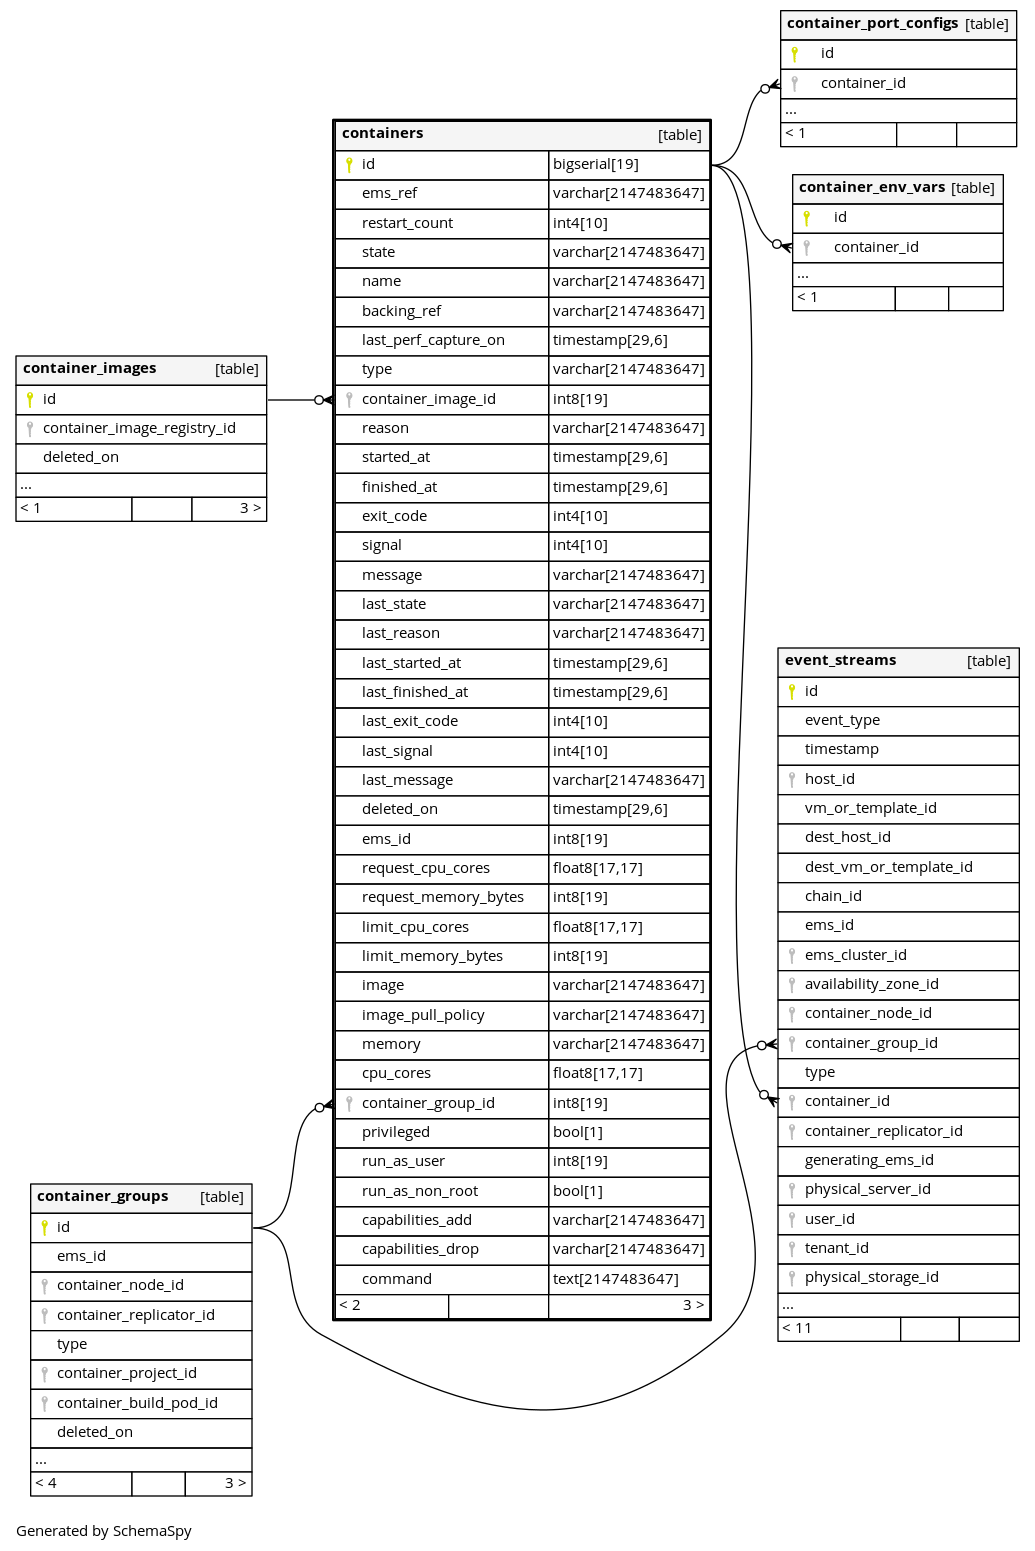 container_port_configs [table]
id
container_id
...
< 1
container_env_vars [table]
id
container_id
...
< 1
containers [table]
id bigserial[19]
ems_ref varchar[2147483647]
restart_count int4[10]
state varchar[2147483647]
name varchar[2147483647]
backing_ref varchar[2147483647]
last_perf_capture_on timestamp[29,6]
type varchar[2147483647]
container_image_id int8[19]
reason varchar[2147483647]
started_at timestamp[29,6]
finished_at timestamp[29,6]
exit_code int4[10]
signal int4[10]
message varchar[2147483647]
last_state varchar[2147483647]
last_reason varchar[2147483647]
last_started_at timestamp[29,6]
last_finished_at timestamp[29,6]
last_exit_code int4[10]
last_signal int4[10]
last_message varchar[2147483647]
deleted_on timestamp[29,6]
ems_id int8[19]
request_cpu_cores float8[17,17]
request_memory_bytes int8[19]
limit_cpu_cores float8[17,17]
limit_memory_bytes int8[19]
image varchar[2147483647]
image_pull_policy varchar[2147483647]
memory varchar[2147483647]
cpu_cores float8[17,17]
container_group_id int8[19]
privileged bool[1]
run_as_user int8[19]
run_as_non_root bool[1]
capabilities_add varchar[2147483647]
capabilities_drop varchar[2147483647]
command text[2147483647]
< 2 3 >
container_images [table]
id
container_image_registry_id
deleted_on
...
< 1 3 >
event_streams [table]
id
event_type
timestamp
host_id
vm_or_template_id
dest_host_id
dest_vm_or_template_id
chain_id
ems_id
ems_cluster_id
availability_zone_id
container_node_id
container_group_id
type
container_id
container_replicator_id
generating_ems_id
physical_server_id
user_id
tenant_id
physical_storage_id
...
< 11
container_groups [table]
id
ems_id
container_node_id
container_replicator_id
type
container_project_id
container_build_pod_id
deleted_on
...
< 4 3 >
Generated by SchemaSpy